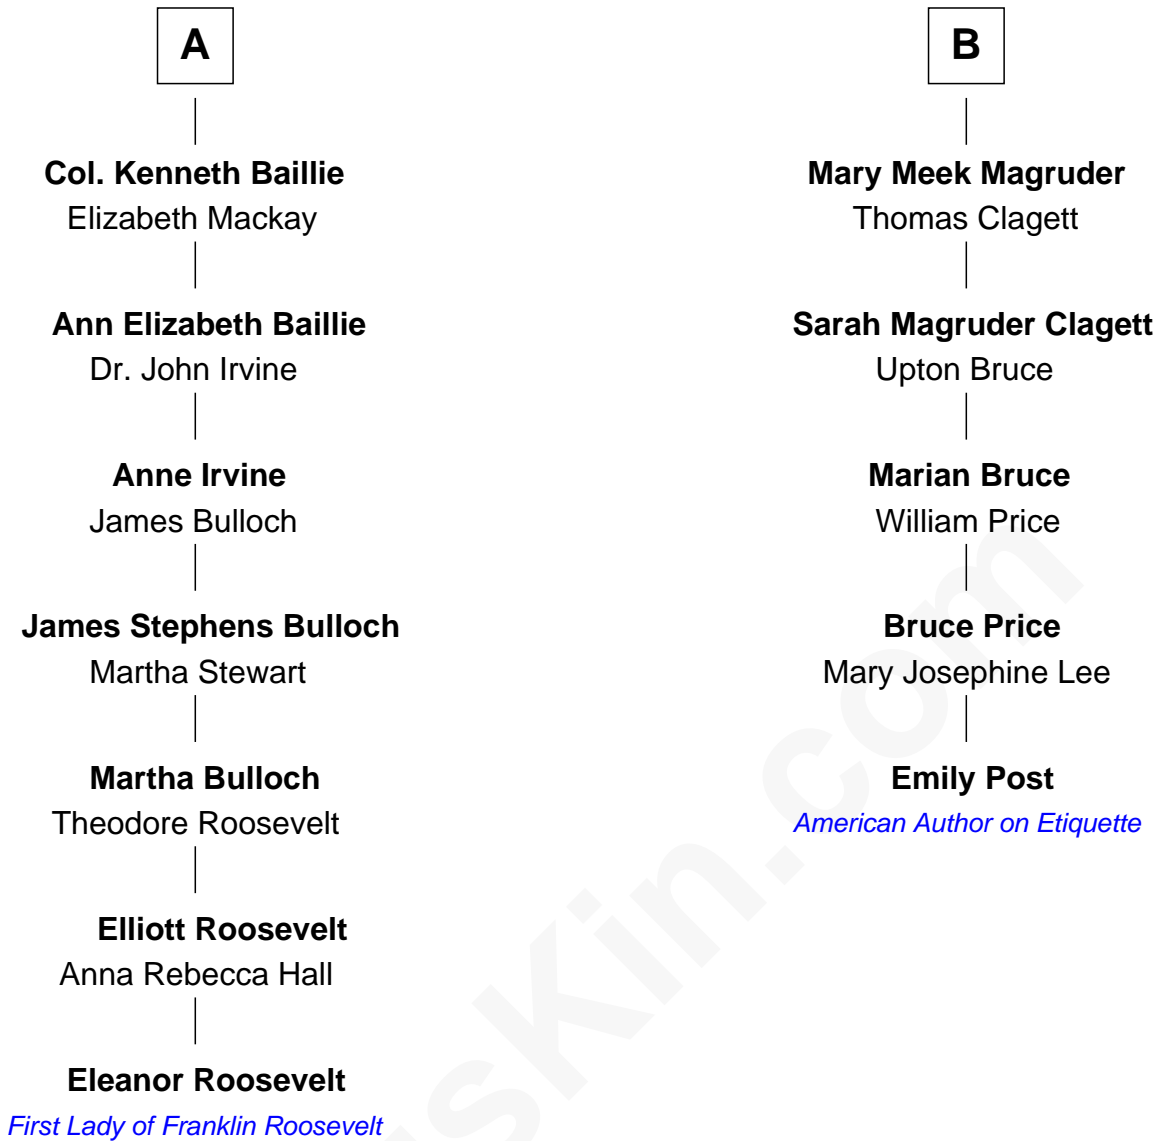 A
Col. Kenneth Baillie
Elizabeth Mackay
Ann Elizabeth Baillie
Dr. John Irvine
Anne Irvine
James Bulloch
James Stephens Bulloch
Martha Stewart
Martha Bulloch
Theodore Roosevelt
Elliott Roosevelt
Anna Rebecca Hall
Eleanor Roosevelt
First Lady of Franklin Roosevelt
B
Mary Meek Magruder
Thomas Clagett
Sarah Magruder Clagett
Upton Bruce
Marian Bruce
William Price
Bruce Price
Mary Josephine Lee
Emily Post
American Author on Etiquette
usKin.com